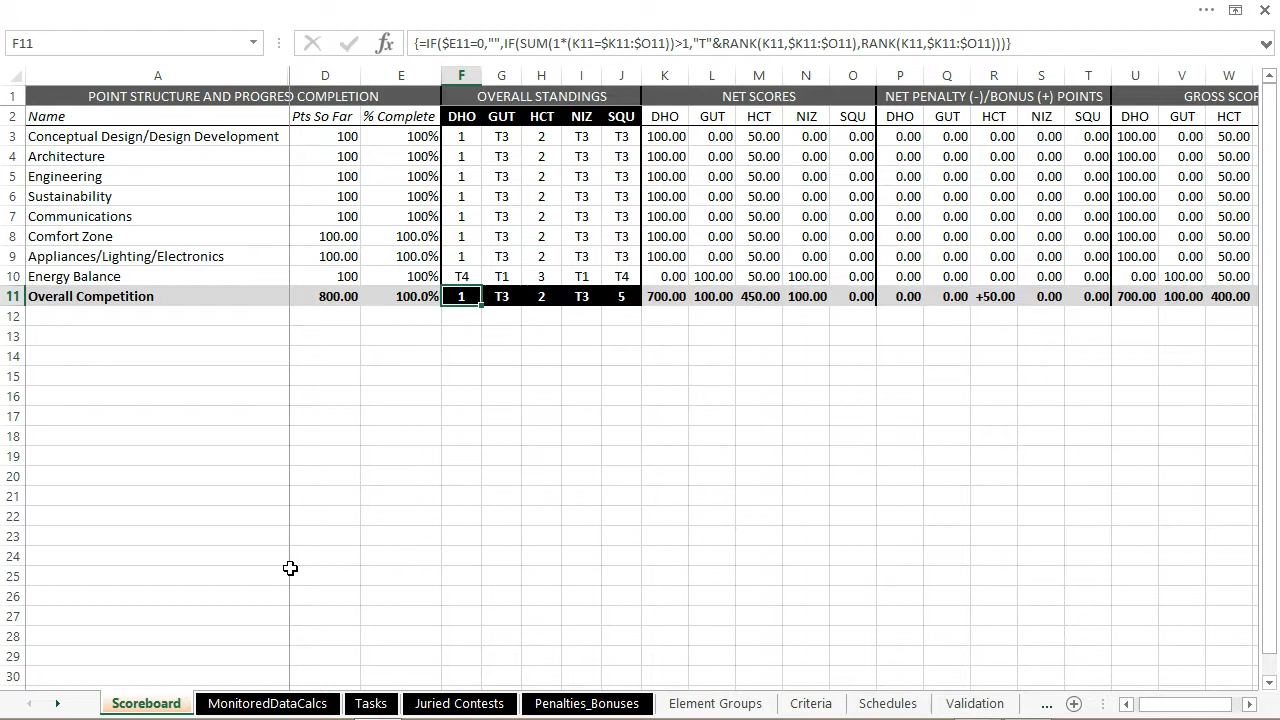 F11 {=IF($E11=0,"",IF(SUM(1*(K11=$K11:$O11))>1,"T"&RANK(K11,$K11:$O11),RANK(K11,$K11:$O11)))}
A D E F G H I J K L M N O P Q R S T U V W
1 POINT STRUCTURE AND PROGRES COMPLETION OVERALL STANDINGS NET SCORES NET PENALTY (-)/BONUS (+) POINTS GROSS SCOR
2 Name Pts So Far % Complete DHO GUT HCT NIZ SQU DHO GUT HCT NIZ SQU DHO GUT HCT NIZ SQU DHO GUT HCT
3 Conceptual Design/Design Development 100 100% 1 T3 2 T3 T3 100.00 0.00 50.00 0.00 0.00 0.00 0.00 0.00 0.00 0.00 100.00 0.00 50.00
4 Architecture 100 100% 1 T3 2 T3 T3 100.00 0.00 50.00 0.00 0.00 0.00 0.00 0.00 0.00 0.00 100.00 0.00 50.00
5 Engineering 100 100% 1 T3 2 T3 T3 100.00 0.00 50.00 0.00 0.00 0.00 0.00 0.00 0.00 0.00 100.00 0.00 50.00
6 Sustainability 100 100% 1 T3 2 T3 T3 100.00 0.00 50.00 0.00 0.00 0.00 0.00 0.00 0.00 0.00 100.00 0.00 50.00
7 Communications 100 100% 1 T3 2 T3 T3 100.00 0.00 50.00 0.00 0.00 0.00 0.00 0.00 0.00 0.00 100.00 0.00 50.00
8 Comfort Zone 100.00 100.0% 1 T3 2 T3 T3 100.00 0.00 50.00 0.00 0.00 0.00 0.00 0.00 0.00 0.00 100.00 0.00 50.00
9 Appliances/Lighting/Electronics 100.00 100.0% 1 T3 2 T3 T3 100.00 0.00 50.00 0.00 0.00 0.00 0.00 0.00 0.00 0.00 100.00 0.00 50.00
10 Energy Balance 100 100% T4 T1 3 T1 T4 0.00 100.00 50.00 100.00 0.00 0.00 0.00 0.00 0.00 0.00 0.00 100.00 50.00
11 Overall Competition 800.00 100.0% 1 T3 2 T3 5 700.00 100.00 450.00 100.00 0.00 0.00 0.00 +50.00 0.00 0.00 700.00 100.00 400.00
12
13
14
15
16
17
18
19
20
21
22
23
24
25
26
27
28
29
30
Scoreboard MonitoredDataCalcs Tasks Juried Contests Penalties_Bonuses Element Groups Criteria Schedules Validation ...